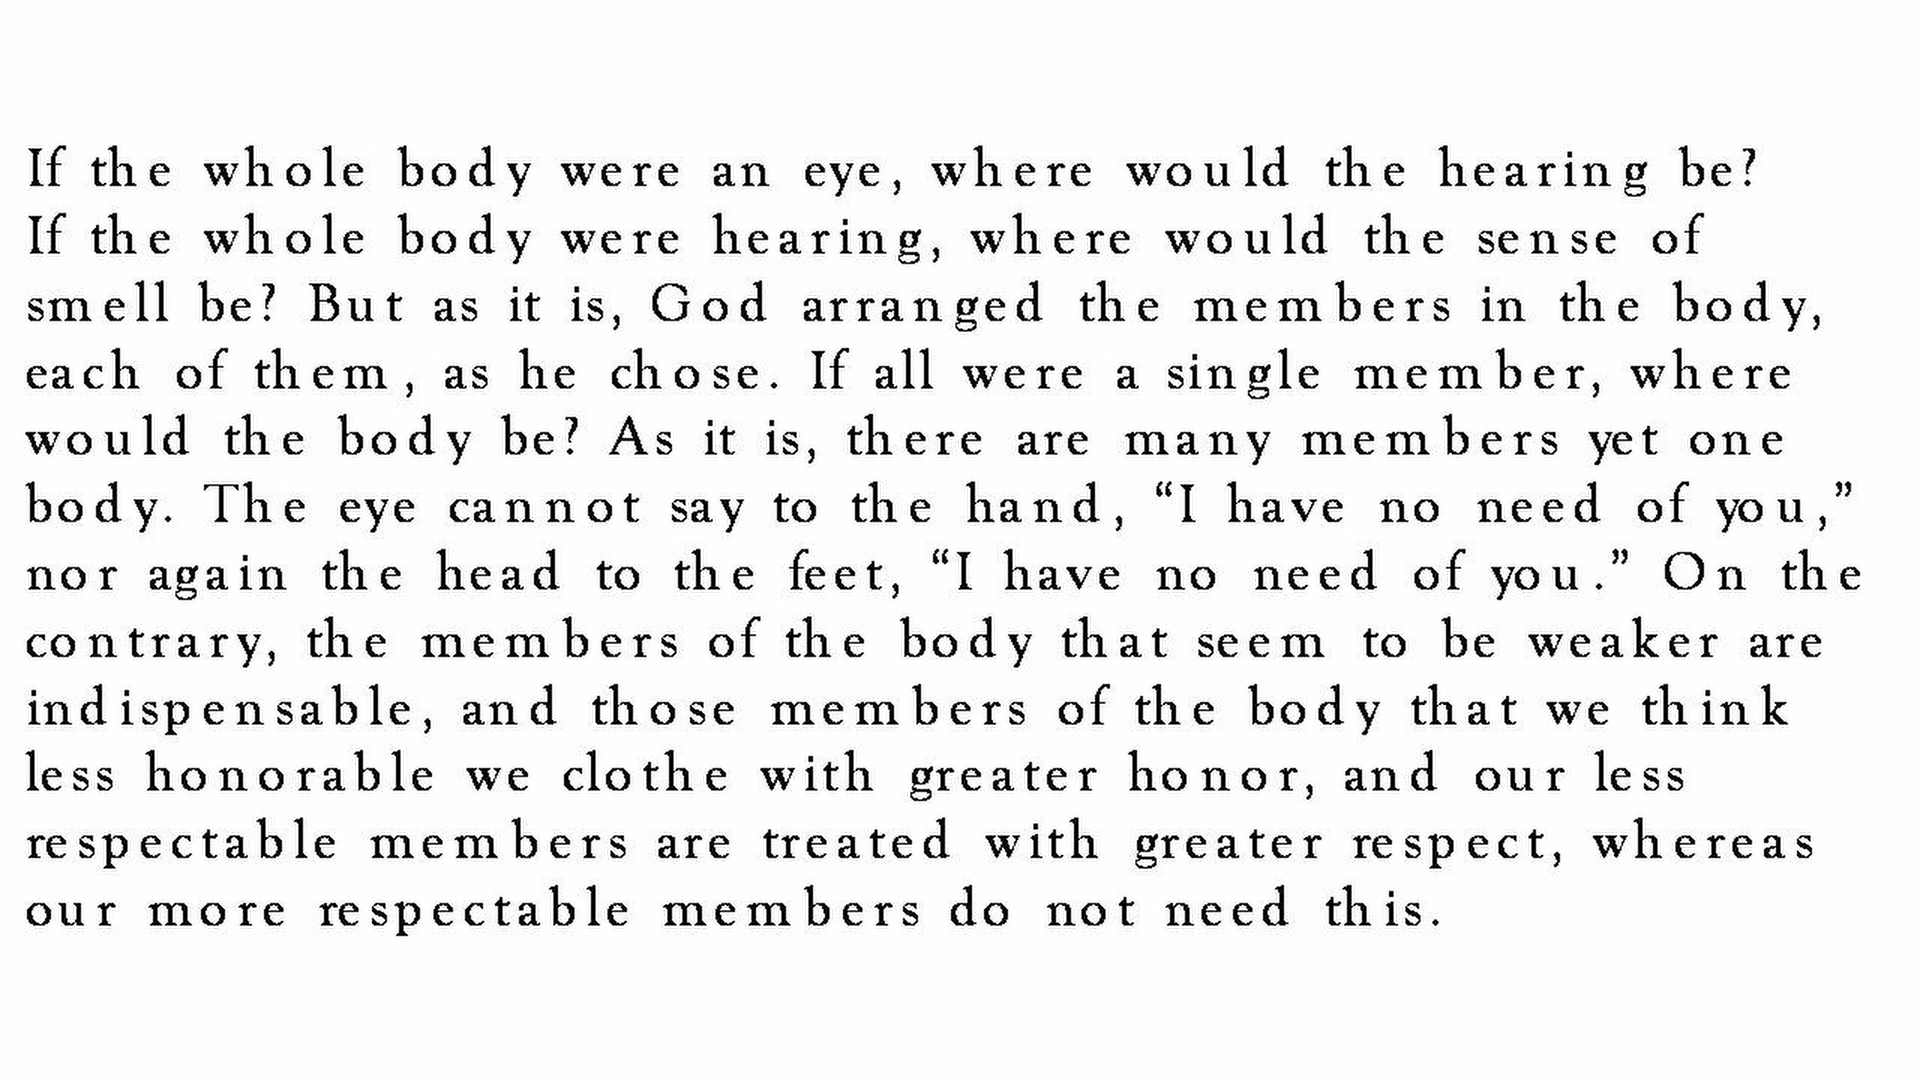 If the whole body were an eye, where would the hearing be?
If the whole body were hearing, where would the sense of
smell be? But as it is, God arranged the members in the body,
each of them, as he chose. If all were a single member, where
would the body be? As it is, there are many members yet one
body. The eye cannot say to the hand, “I have no need of you,”
nor again the head to the feet, “I have no need of you.” On the
contrary, the members of the body that seem to be weaker are
indispensable, and those members of the body that we think
less honorable we clothe with greater honor, and our less
respectable members are treated with greater respect, whereas
our more respectable members do not need this.